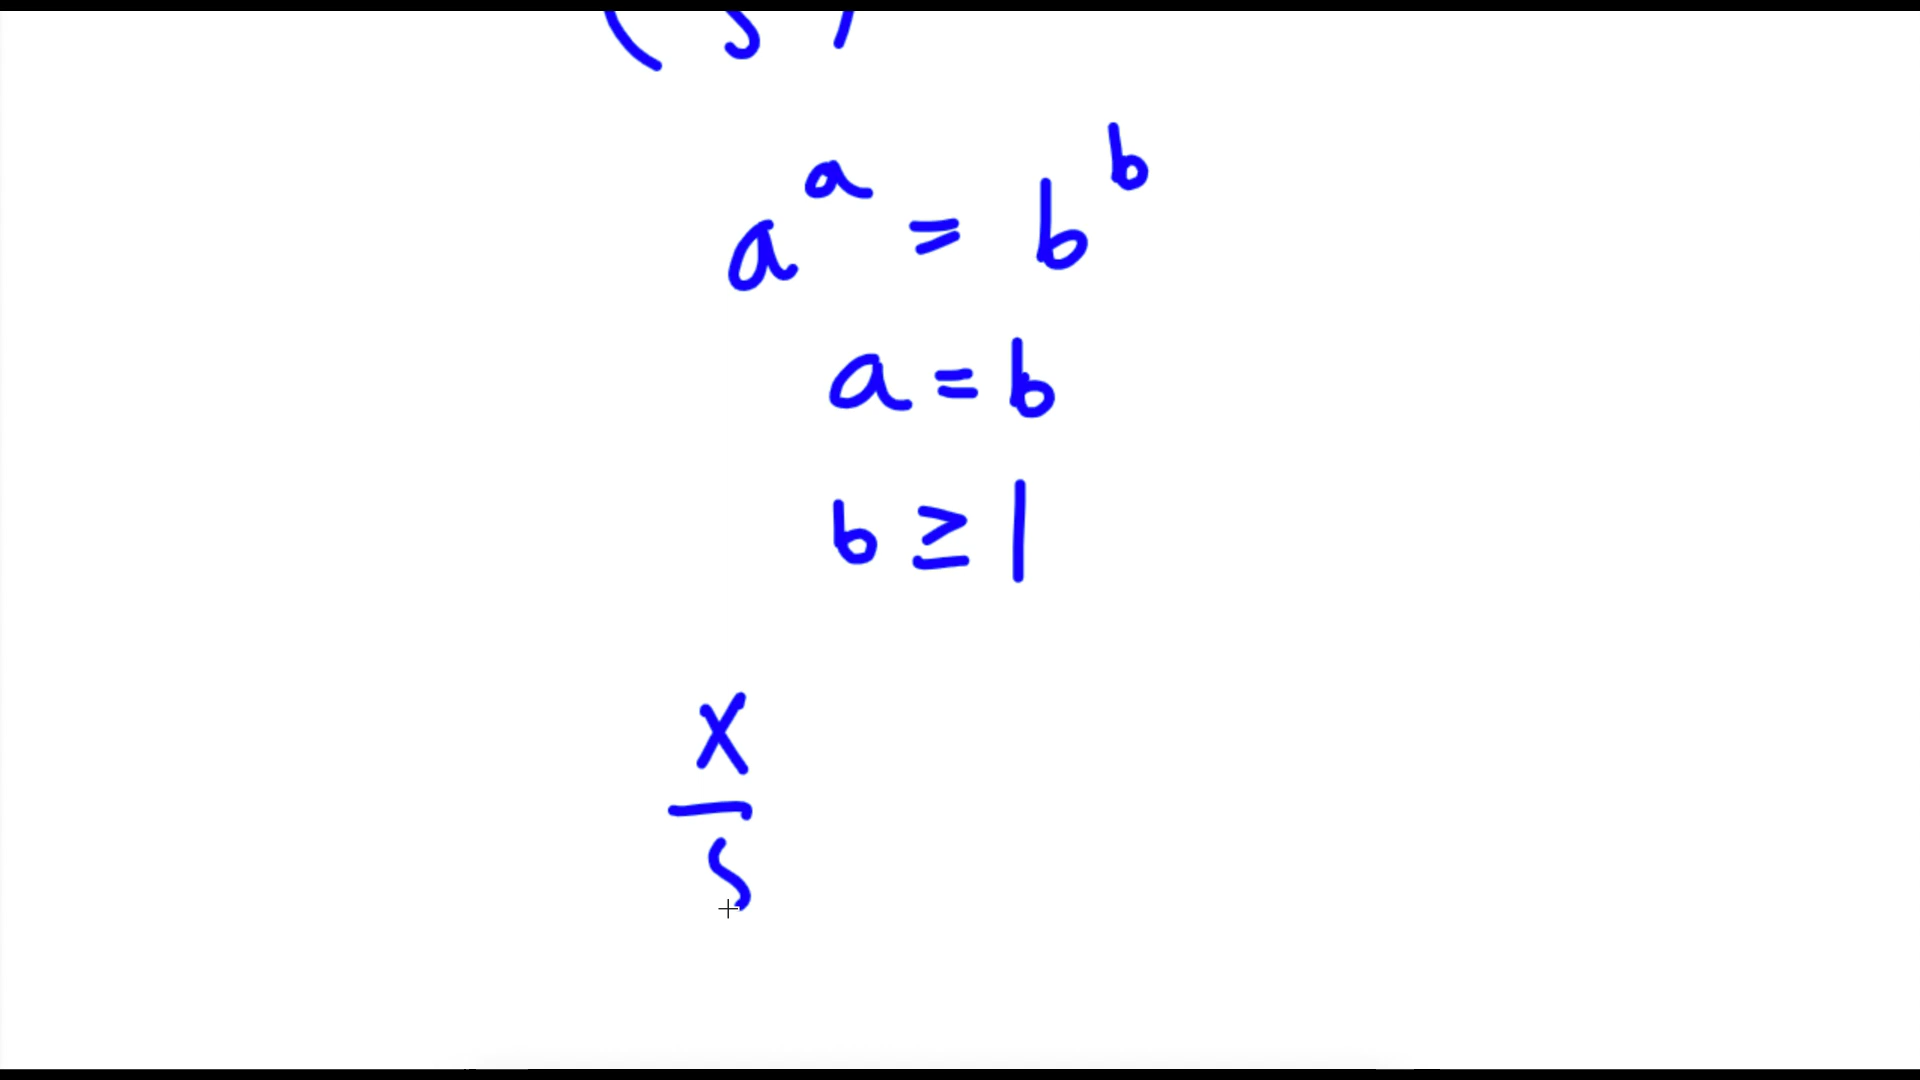 a^a = b^b
a = b
b ≥ 1
x
5